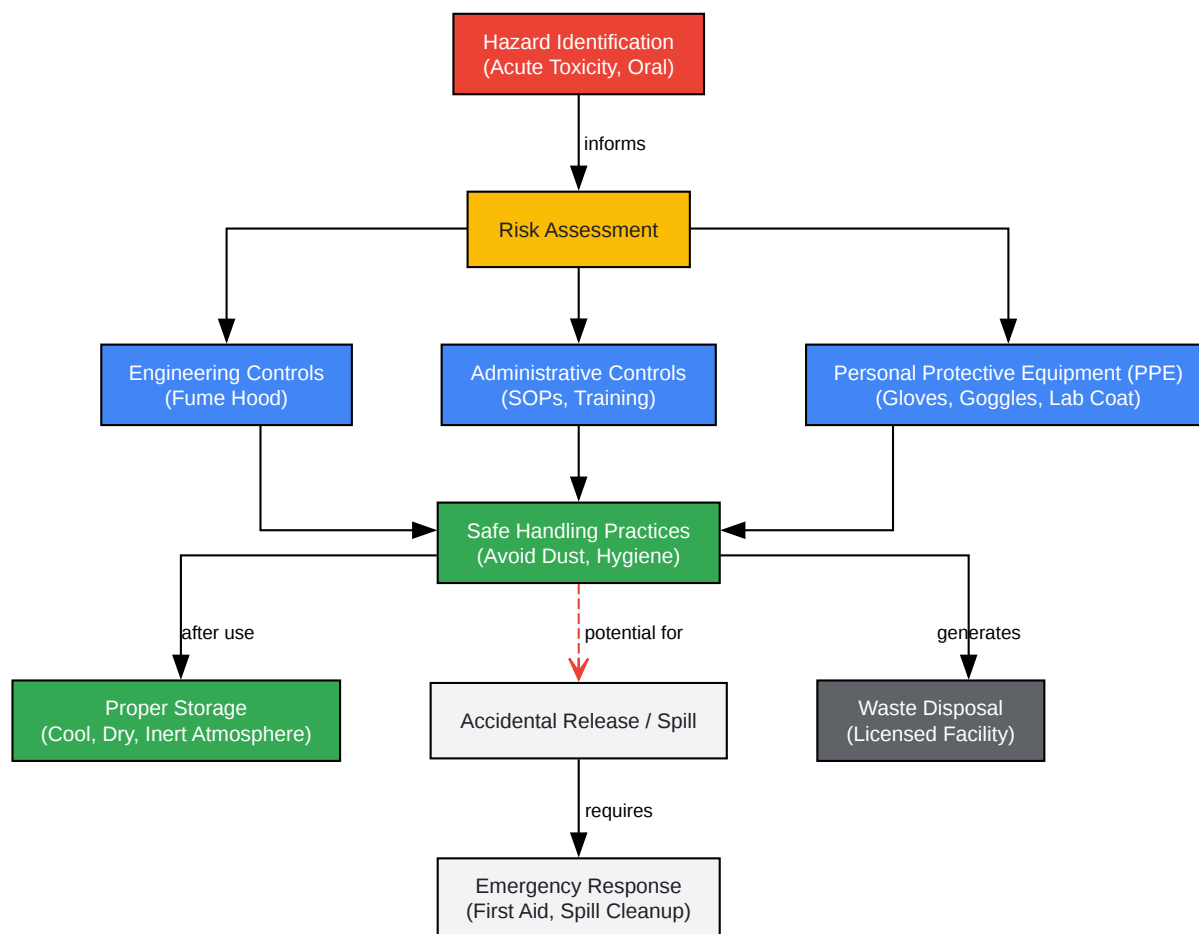 Hazard Identification
(Acute Toxicity, Oral)
informs
Risk Assessment
Engineering Controls
(Fume Hood)
Administrative Controls
(SOPs, Training)
Personal Protective Equipment (PPE)
(Gloves, Goggles, Lab Coat)
Safe Handling Practices
(Avoid Dust, Hygiene)
after use
potential for
generates
Proper Storage
(Cool, Dry, Inert Atmosphere)
Accidental Release / Spill
Waste Disposal
(Licensed Facility)
requires
Emergency Response
(First Aid, Spill Cleanup)